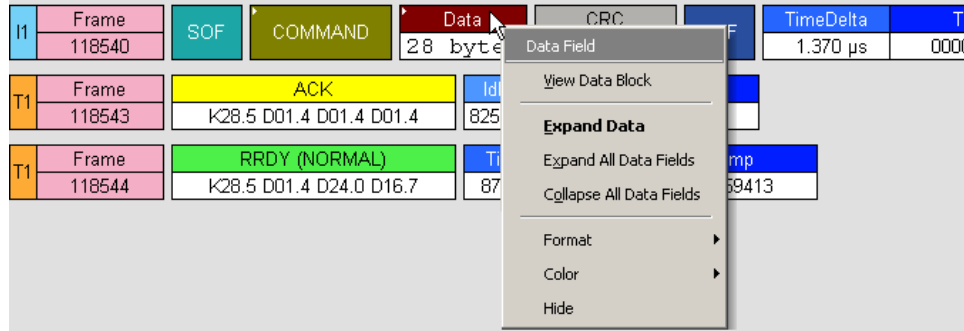 I1 Frame SOF COMMAND Data CRC F TimeDelta T
118540 28 byte 1.370 µs 000
Data Field
View Data Block
T1 Frame ACK Idl
118543 K28.5 D01.4 D01.4 D01.4 825
Expand Data
T1 Frame RRDY (NORMAL) Ti Expand All Data Fields mp
118544 K28.5 D01.4 D24.0 D16.7 87 Collapse All Data Fields 59413
Format
Color
Hide